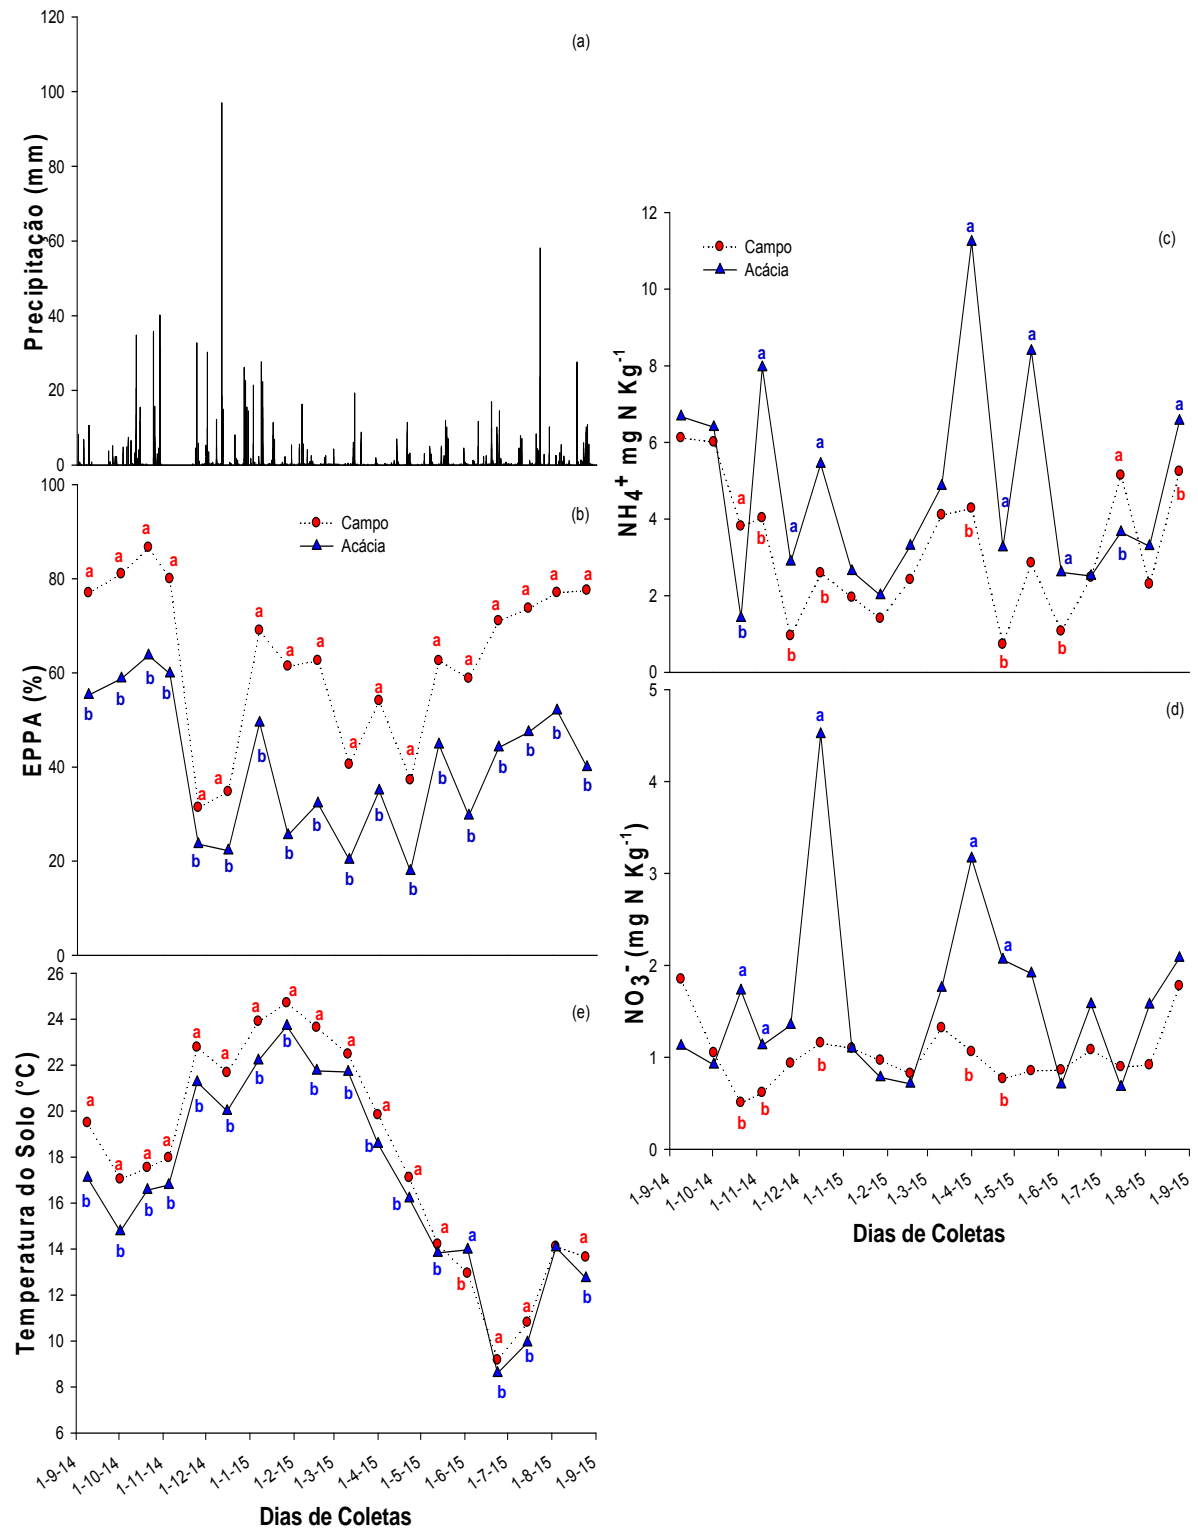 (a)
Precipitação (mm)
120
100
80
60
40
20
0
(b)
EPPA (%)
100
80
60
40
20
0
Campo
Acácia
a a a a a a a a a a a a a a a a a a
b b b b b b b b b b b b b b b b b b
(e)
Temperatura do Solo (°C)
26
24
22
20
18
16
14
12
10
8
6
a a a a a a a a a a a a a a a a a
b b b b b b b b b b b b b b b b b
1-9-14 1-10-14 1-11-14 1-12-14 1-1-15 1-2-15 1-3-15 1-4-15 1-5-15 1-6-15 1-7-15 1-8-15 1-9-15
Dias de Coletas
(c)
NH4+ mg N Kg-1
12
10
8
6
4
2
0
Campo
Acácia
a a a a a a a a a a
b b b b b b b b b
(d)
NO3- (mg N Kg-1)
5
4
3
2
1
0
a a a a a
b b b b b
1-9-14 1-10-14 1-11-14 1-12-14 1-1-15 1-2-15 1-3-15 1-4-15 1-5-15 1-6-15 1-7-15 1-8-15 1-9-15
Dias de Coletas